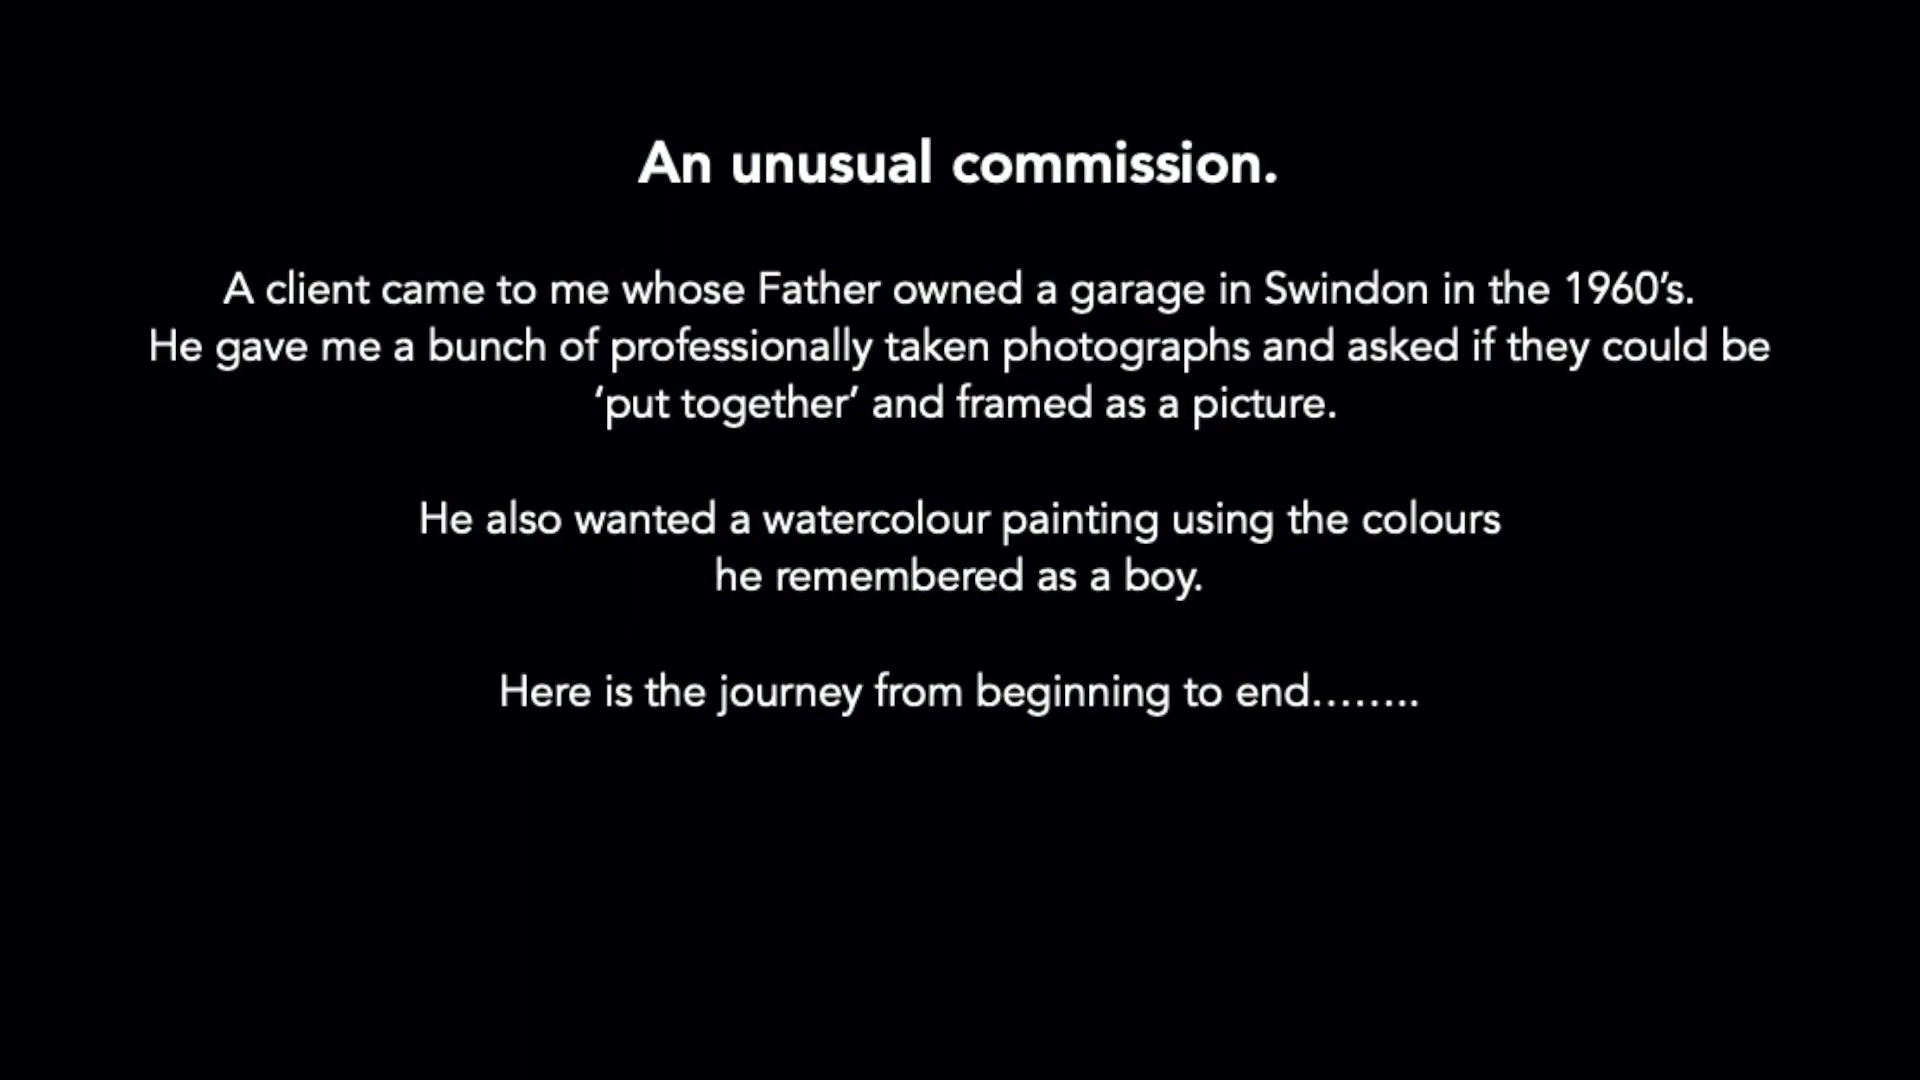 An unusual commission.
A client came to me whose Father owned a garage in Swindon in the 1960’s.
He gave me a bunch of professionally taken photographs and asked if they could be
‘put together’ and framed as a picture.
He also wanted a watercolour painting using the colours
he remembered as a boy.
Here is the journey from beginning to end……..